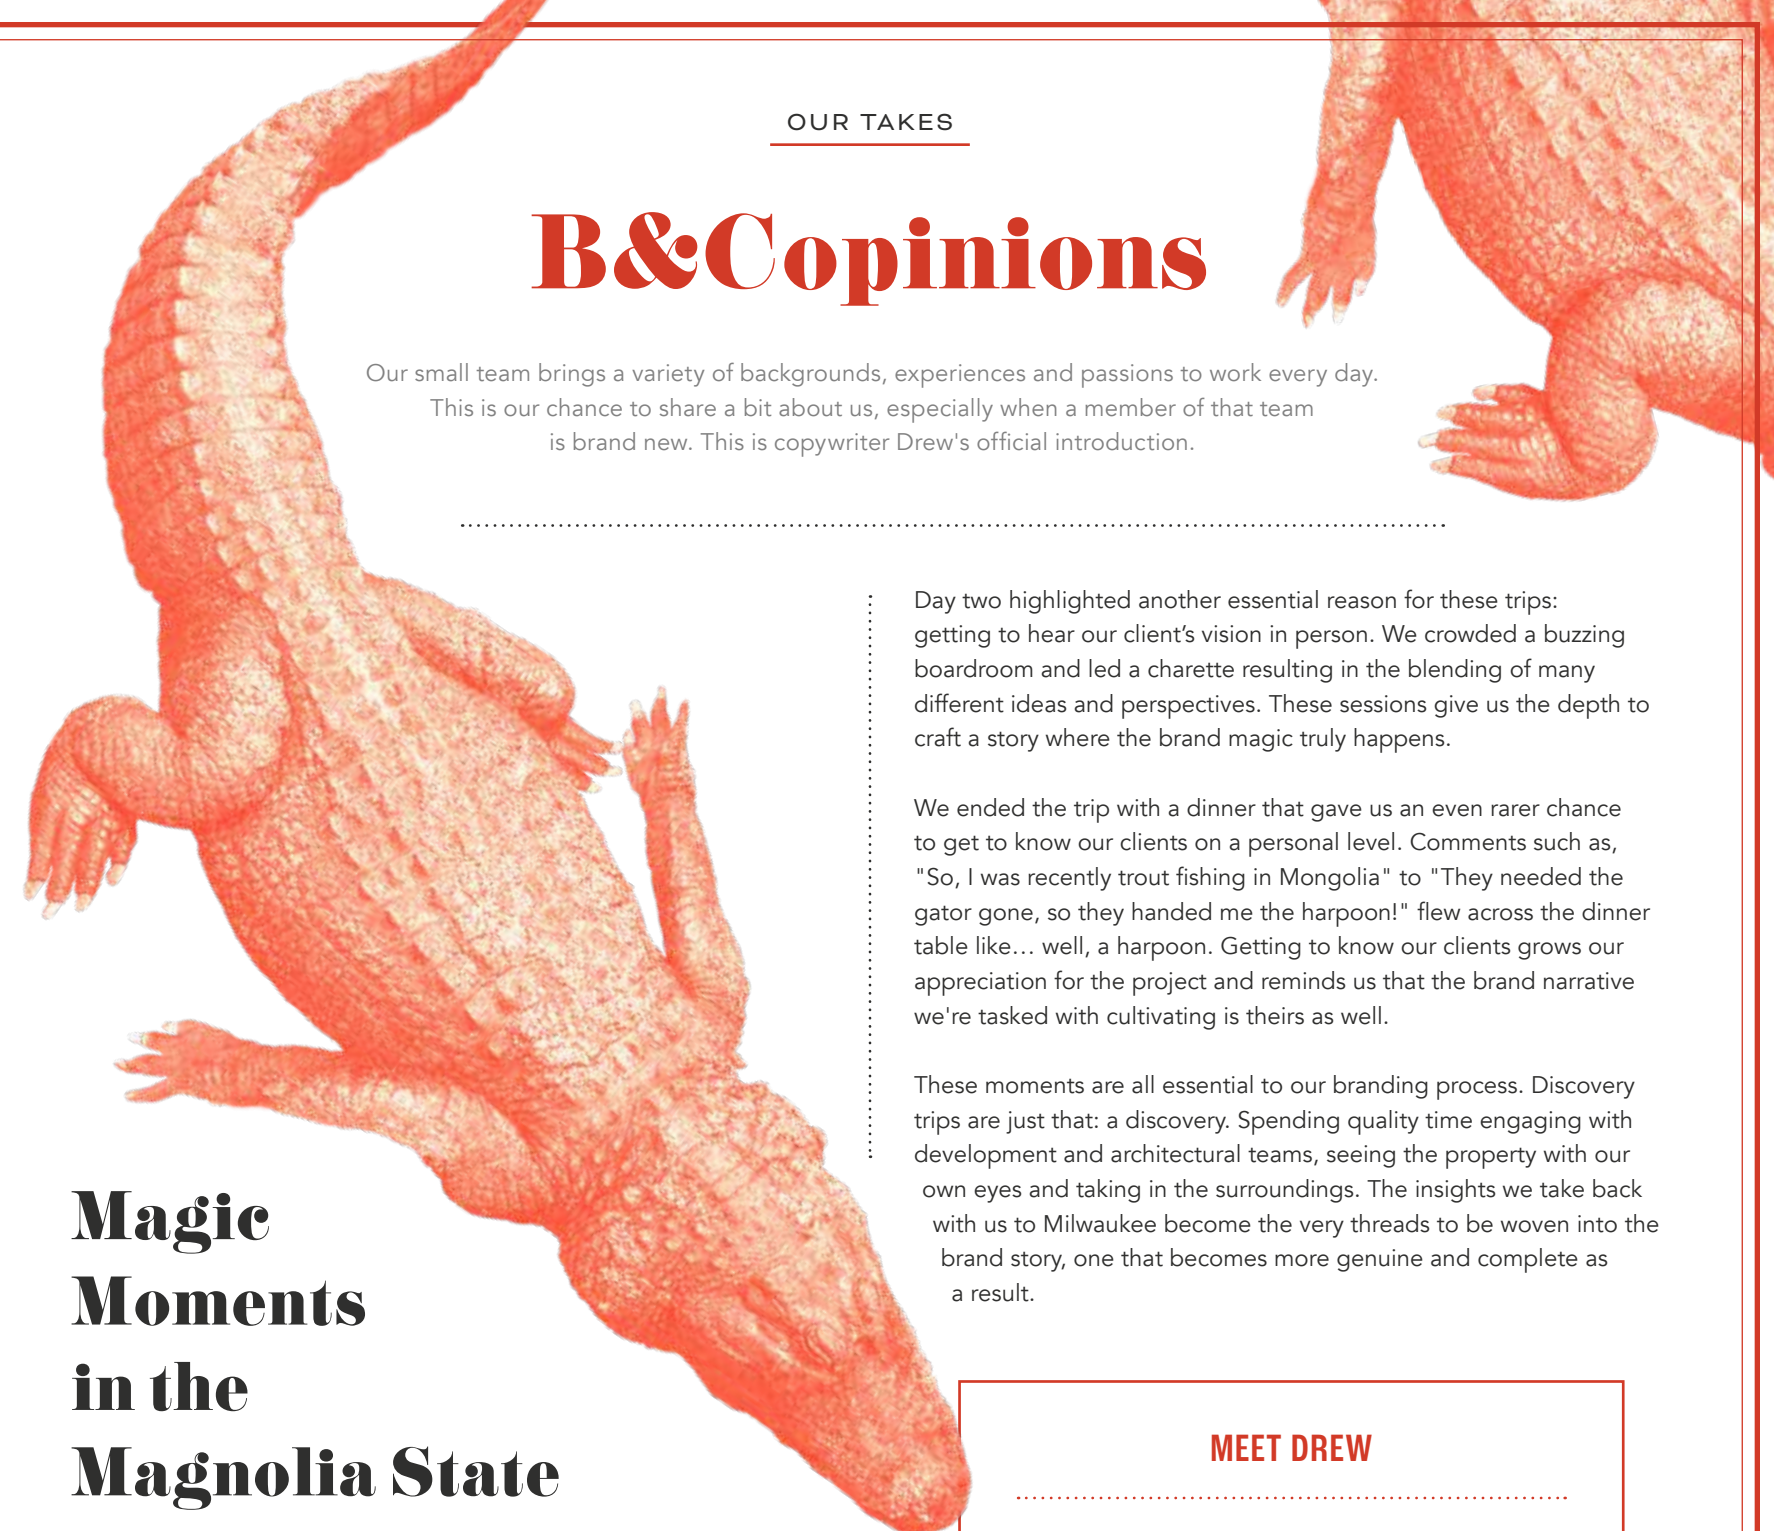 OUR TAKES
B&Copinions
Our small team brings a variety of backgrounds, experiences and passions to work every day.
This is our chance to share a bit about us, especially when a member of that team
is brand new. This is copywriter Drew's official introduction.
Magic
Moments
in the
Magnolia State
Day two highlighted another essential reason for these trips:
getting to hear our client’s vision in person. We crowded a buzzing
boardroom and led a charette resulting in the blending of many
different ideas and perspectives. These sessions give us the depth to
craft a story where the brand magic truly happens.
We ended the trip with a dinner that gave us an even rarer chance
to get to know our clients on a personal level. Comments such as,
"So, I was recently trout fishing in Mongolia" to "They needed the
gator gone, so they handed me the harpoon!" flew across the dinner
table like… well, a harpoon. Getting to know our clients grows our
appreciation for the project and reminds us that the brand narrative
we're tasked with cultivating is theirs as well.
These moments are all essential to our branding process. Discovery
trips are just that: a discovery. Spending quality time engaging with
development and architectural teams, seeing the property with our
own eyes and taking in the surroundings. The insights we take back
with us to Milwaukee become the very threads to be woven into the
brand story, one that becomes more genuine and complete as
a result.
MEET DREW